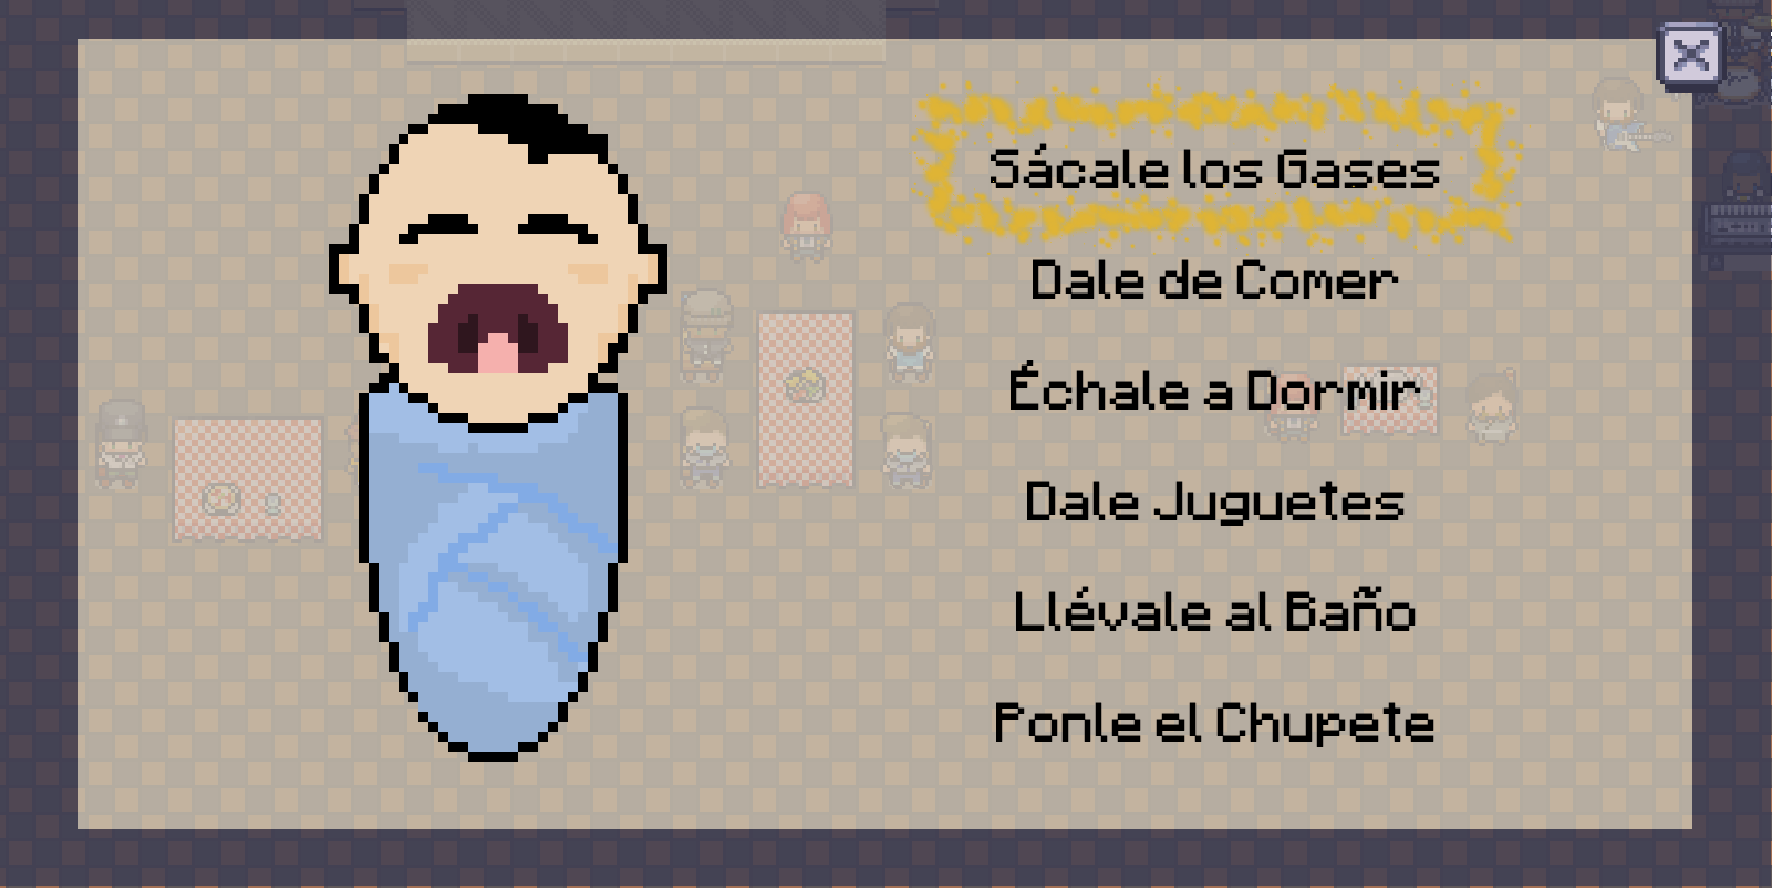 Sácale los Gases
Dale de Comer
Échale a Dormir
Dale Juguetes
Llévale al Baño
Ponle el Chupete